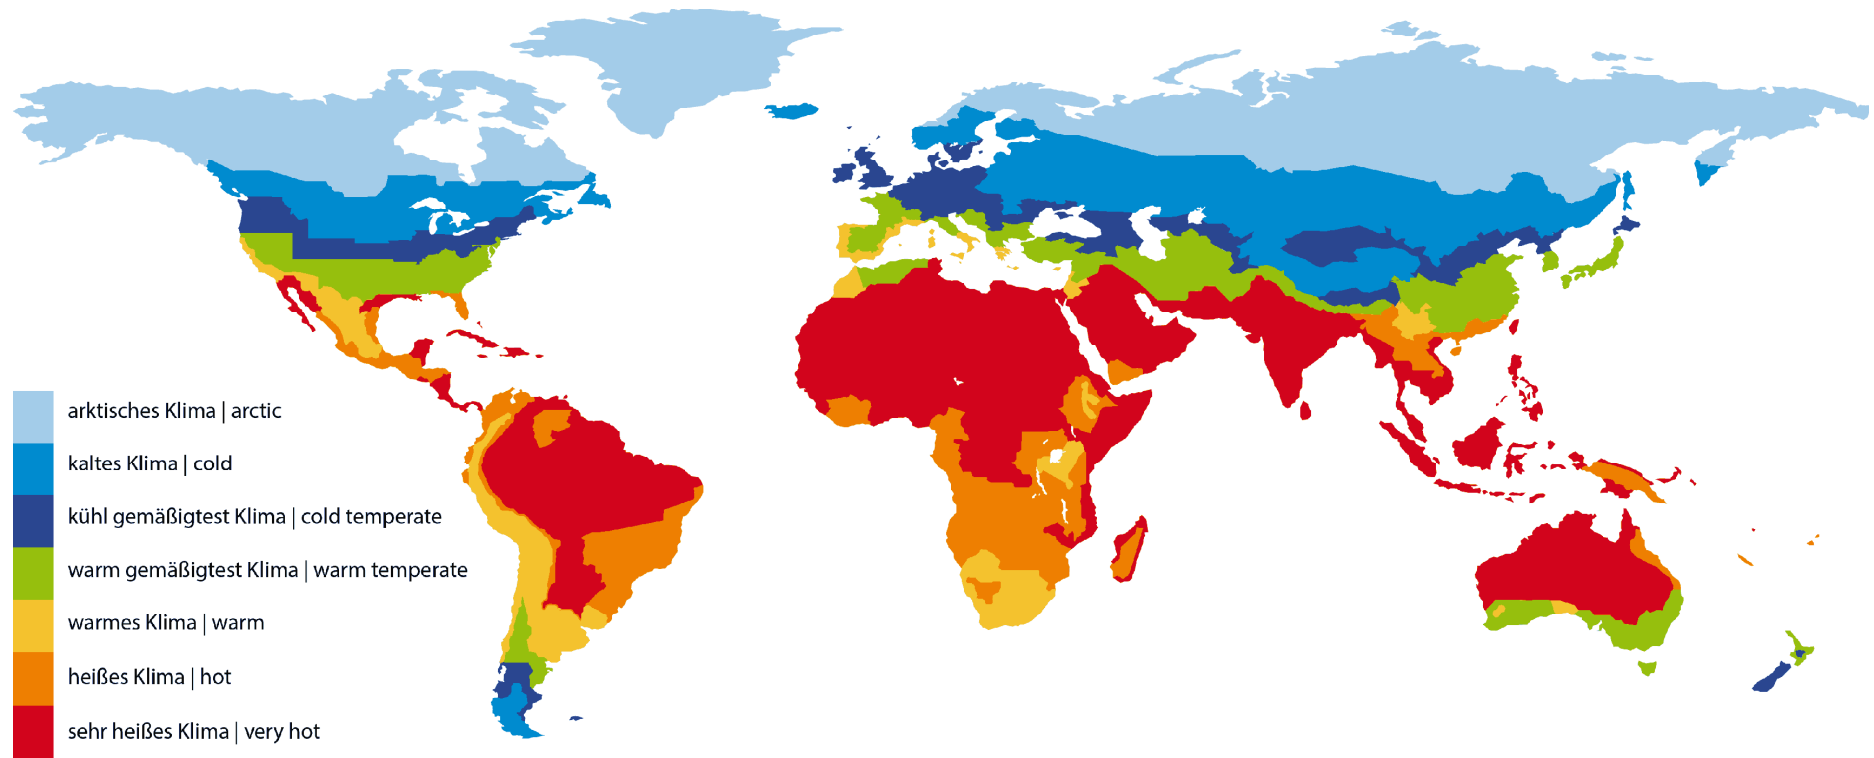 arktisches Klima | arctic
kaltes Klima | cold
kühl gemäßigtest Klima | cold temperate
warm gemäßigtest Klima | warm temperate
warmes Klima | warm
heißes Klima | hot
sehr heißes Klima | very hot